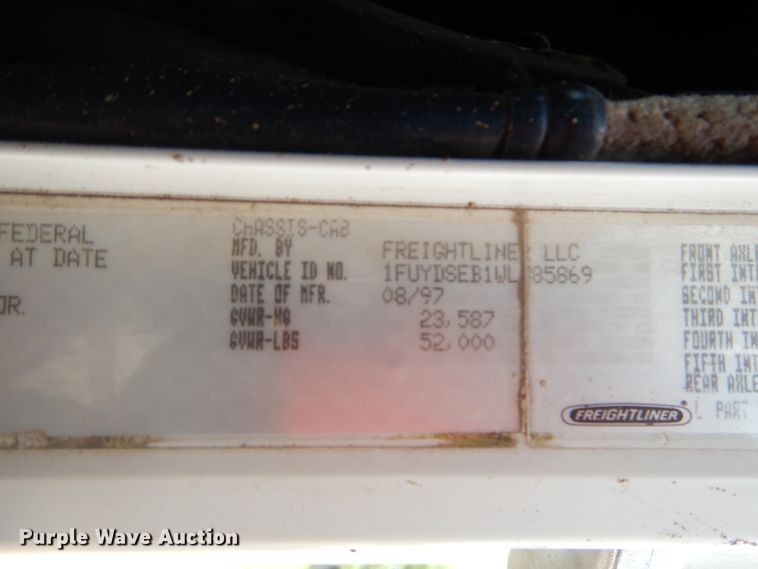 FEDERAL
AT DATE
OR.
CHASSIS-CAB
MFD. BY FREIGHTLINER LLC
VEHICLE ID NO.
DATE OF MFR. 08/97
GVWR-KG 23,587
GVWR-LBS 52,000
FRONT AXLE
FIRST INT
SECOND INT
THIRD INT
FOURTH IN
FIFTH INT
REAR AXLE
FREIGHTLINER
L PART
Purple Wave Auction